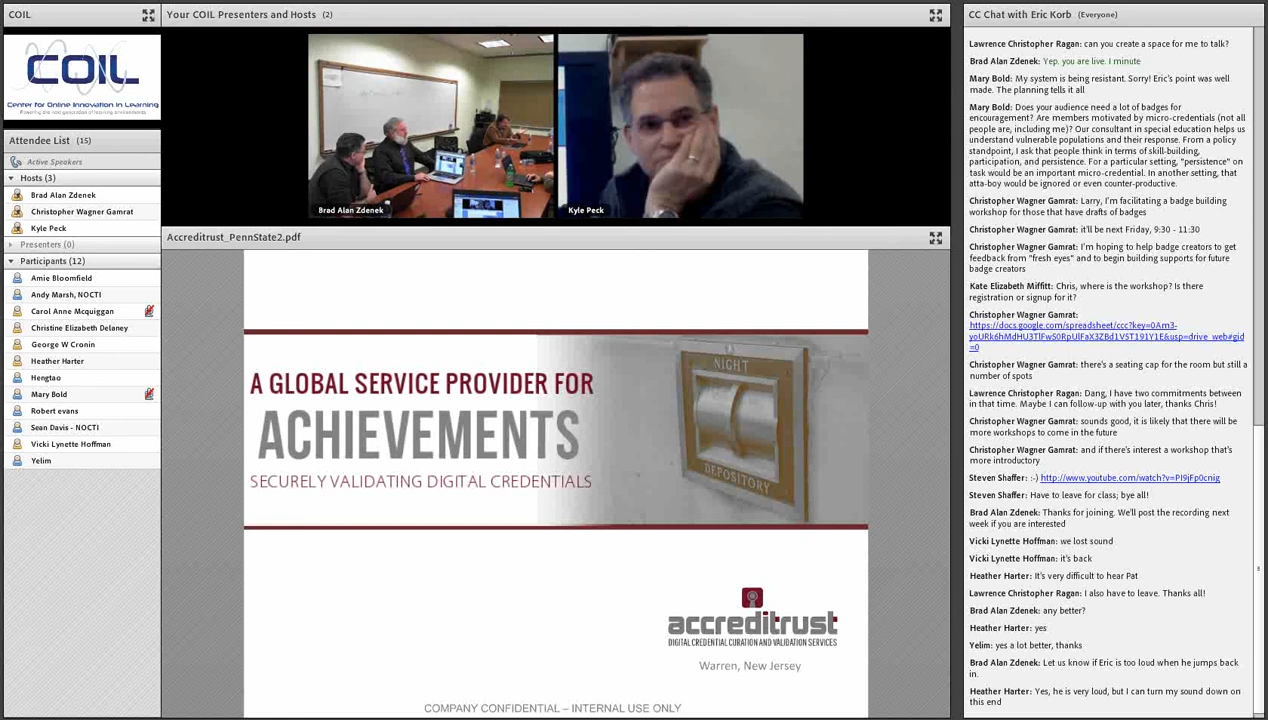 COIL
COIL
Center for Online Innovation in Learning
Attendee List (15)
Active Speakers
Hosts (3)
Brad Alan Zdenek
Christopher Wagner Gamrat
Kyle Peck
Presenters (0)
Participants (12)
Amie Bloomfield
Andy Marsh, NOCTI
Carol Anne Mcquiggan
Christine Elizabeth Delaney
George W Cronin
Heather Harter
Hengtao
Mary Bold
Robert evans
Sean Davis - NOCTI
Vicki Lynette Hoffman
Yelim
Your COIL Presenters and Hosts (2)
Brad Alan Zdenek
Kyle Peck
Accreditrust_PennState2.pdf
A GLOBAL SERVICE PROVIDER FOR
ACHIEVEMENTS
SECURELY VALIDATING DIGITAL CREDENTIALS
NIGHT
DEPOSITORY
accreditrust
DIGITAL CREDENTIAL CURATION AND VALIDATION SERVICES
Warren, New Jersey
COMPANY CONFIDENTIAL – INTERNAL USE ONLY
CC Chat with Eric Korb (Everyone)
Lawrence Christopher Ragan: can you create a space for me to talk?
Brad Alan Zdenek: Yep. you are live. I minute
Mary Bold: My system is being resistant. Sorry! Eric's point was well
made. The planning tells it all
Mary Bold: Does your audience need a lot of badges for
encouragement? Are members motivated by micro-credentials (not all
people are, including me)? Our consultant in special education helps us
understand vulnerable populations and their response. From a policy
standpoint, I ask that people think in terms of skill-building,
participation, and persistence. For a particular setting, "persistence" on
task would be an important micro-credential. In another setting, that
atta-boy would be ignored or even counter-productive.
Christopher Wagner Gamrat: Larry, I'm facilitating a badge building
workshop for those that have drafts of badges
Christopher Wagner Gamrat: it'll be next Friday, 9:30 - 11:30
Christopher Wagner Gamrat: I'm hoping to help badge creators to get
feedback from "fresh eyes" and to begin building supports for future
badge creators
Kate Elizabeth Miffitt: Chris, where is the workshop? Is there
registration or signup for it?
Christopher Wagner Gamrat:
https://docs.google.com/spreadsheet/ccc?key=0Am3-
yoURk6hMdHU3TlFwS0RpUlFaX3ZBd1VST191Y1E&usp=drive_web#gid
=0
Christopher Wagner Gamrat: there's a seating cap for the room but still a
number of spots
Lawrence Christopher Ragan: Dang, I have two commitments between
in that time. Maybe I can follow-up with you later, thanks Chris!
Christopher Wagner Gamrat: sounds good, it is likely that there will be
more workshops to come in the future
Christopher Wagner Gamrat: and if there's interest a workshop that's
more introductory
Steven Shaffer: :-) http://www.youtube.com/watch?v=PI9jFp0cnig
Steven Shaffer: Have to leave for class; bye all!
Brad Alan Zdenek: Thanks for joining. We'll post the recording next
week if you are interested
Vicki Lynette Hoffman: we lost sound
Vicki Lynette Hoffman: it's back
Heather Harter: It's very difficult to hear Pat
Lawrence Christopher Ragan: I also have to leave. Thanks all!
Brad Alan Zdenek: any better?
Heather Harter: yes
Yelim: yes a lot better, thanks
Brad Alan Zdenek: Let us know if Eric is too loud when he jumps back
in.
Heather Harter: Yes, he is very loud, but I can turn my sound down on
this end